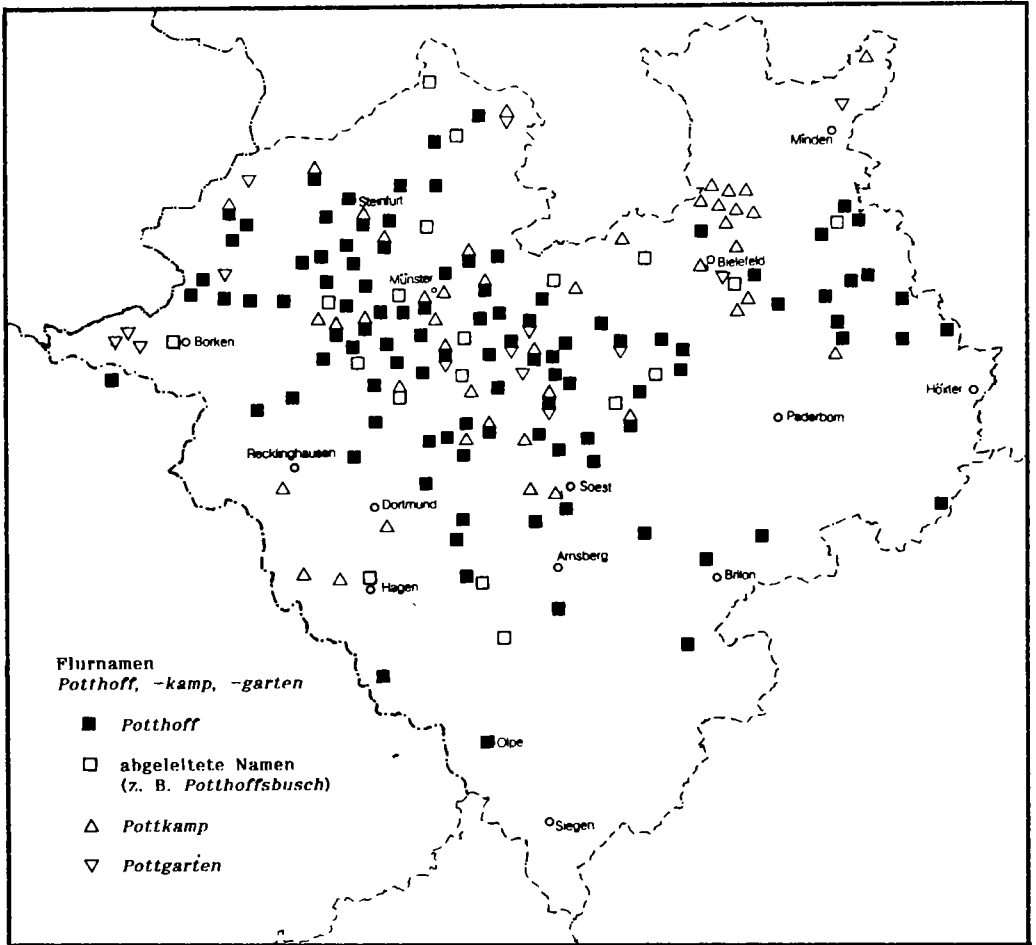 Minden
Steinfurt
Bielefeld
Münster
Borken
Höxter
Paderborn
Recklinghausen
Soest
Dortmund
Arnsberg
Brilon
Hagen
Flurnamen
Potthoff, -kamp, -garten
Potthoff
Olpe
abgeleitete Namen
(z. B. Potthoffsbusch)
Pottkamp
Siegen
Pottgarten